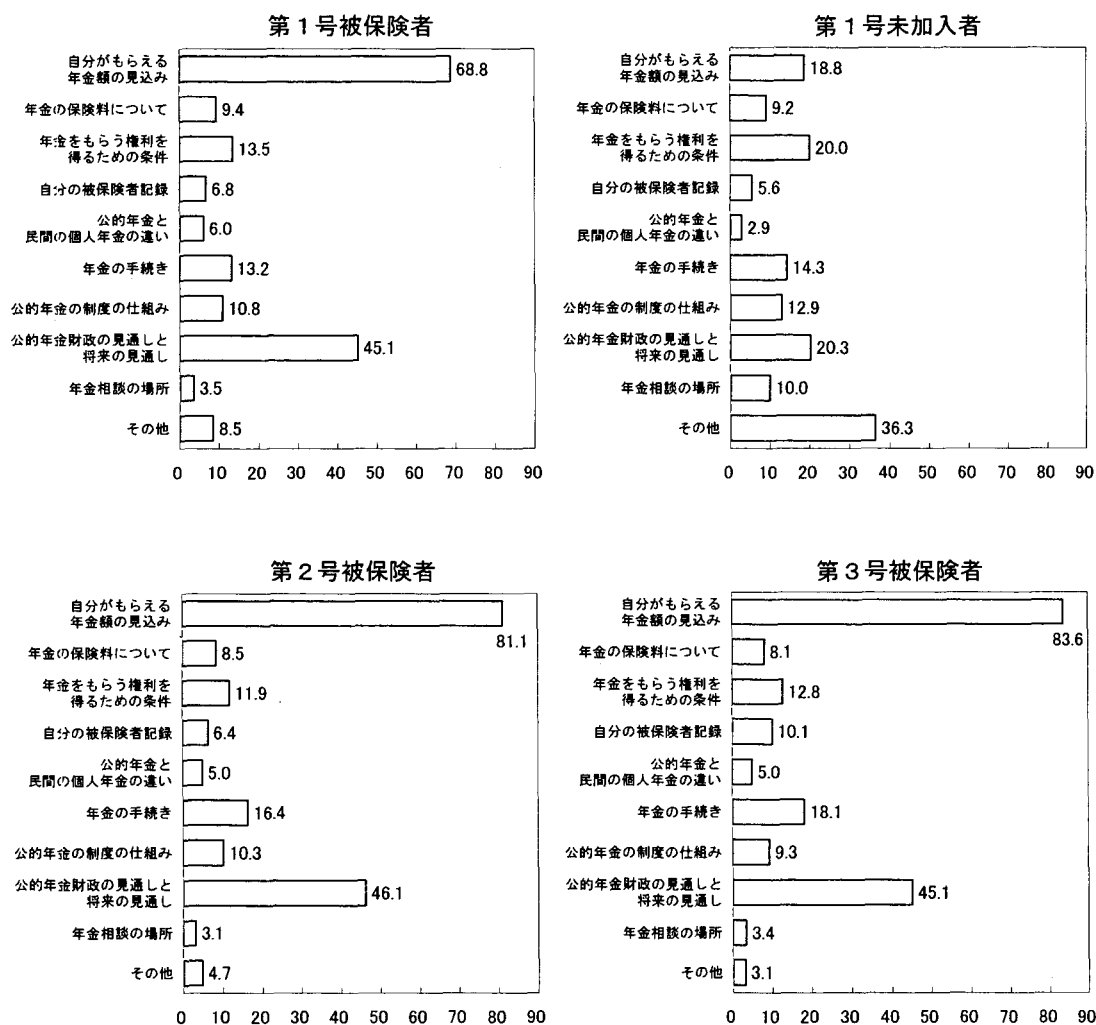 第1号被保険者
自分がもらえる
年金額の見込み
68.8
年金の保険料について
9.4
年金をもらう権利を
得るための条件
13.5
自分の被保険者記録
6.8
公的年金と
民間の個人年金の違い
6.0
年金の手続き
13.2
公的年金の制度の仕組み
10.8
公的年金財政の見通しと
将来の見通し
45.1
年金相談の場所
3.5
その他
8.5
0 10 20 30 40 50 60 70 80 90
第1号未加入者
自分がもらえる
年金額の見込み
18.8
年金の保険料について
9.2
年金をもらう権利を
得るための条件
20.0
自分の被保険者記録
5.6
公的年金と
民間の個人年金の違い
2.9
年金の手続き
14.3
公的年金の制度の仕組み
12.9
公的年金財政の見通しと
将来の見通し
20.3
年金相談の場所
10.0
その他
36.3
0 10 20 30 40 50 60 70 80 90
第2号被保険者
自分がもらえる
年金額の見込み
81.1
年金の保険料について
8.5
年金をもらう権利を
得るための条件
11.9
自分の被保険者記録
6.4
公的年金と
民間の個人年金の違い
5.0
年金の手続き
16.4
公的年金の制度の仕組み
10.3
公的年金財政の見通しと
将来の見通し
46.1
年金相談の場所
3.1
その他
4.7
0 10 20 30 40 50 60 70 80 90
第3号被保険者
自分がもらえる
年金額の見込み
83.6
年金の保険料について
8.1
年金をもらう権利を
得るための条件
12.8
自分の被保険者記録
10.1
公的年金と
民間の個人年金の違い
5.0
年金の手続き
18.1
公的年金の制度の仕組み
9.3
公的年金財政の見通しと
将来の見通し
45.1
年金相談の場所
3.4
その他
3.1
0 10 20 30 40 50 60 70 80 90